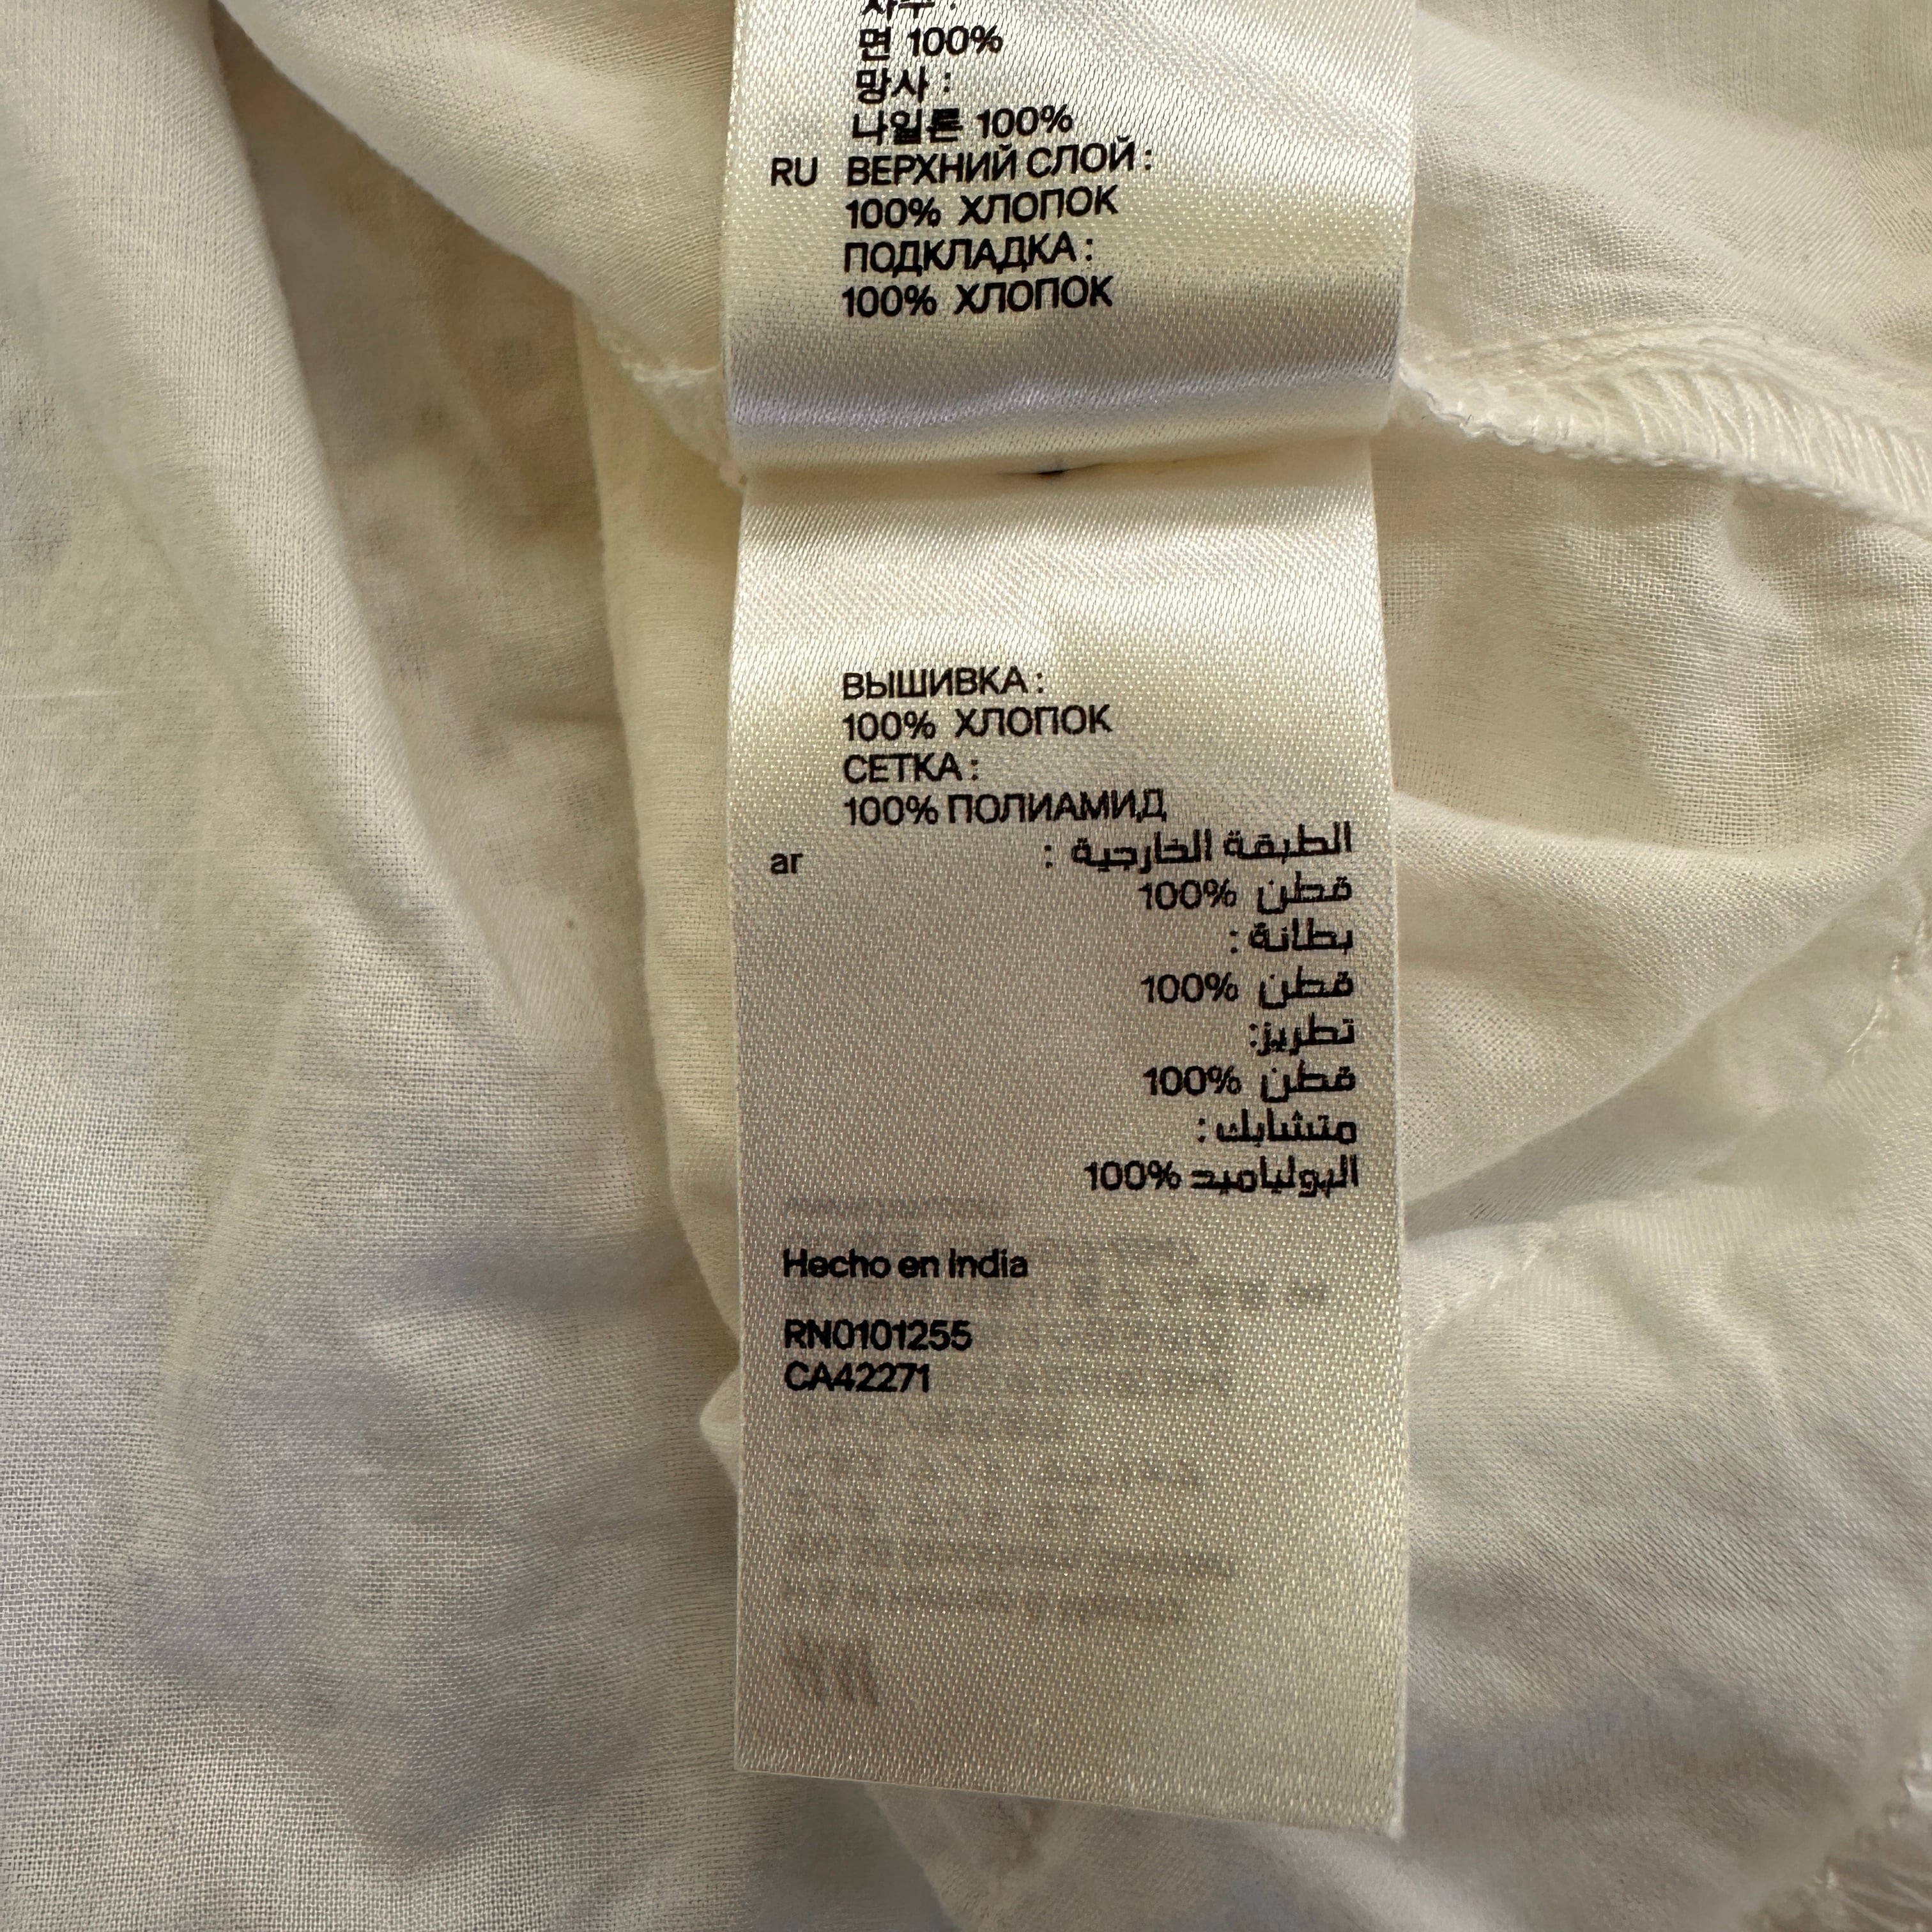 자수 :
면 100%
망사 :
나일론 100%
RU ВЕРХНИЙ СЛОЙ :
100% ХЛОПОК
ПОДКЛАДКА :
100% ХЛОПОК
ВЫШИВКА :
100% ХЛОПОК
СЕТКА :
100% ПОЛИАМИД
ar الطبقة الخارجية :
قطن 100%
بطانة :
قطن 100%
تطريز:
قطن 100%
متشابك :
البولياميد 100%
Hecho en India
RN0101255
CA42271